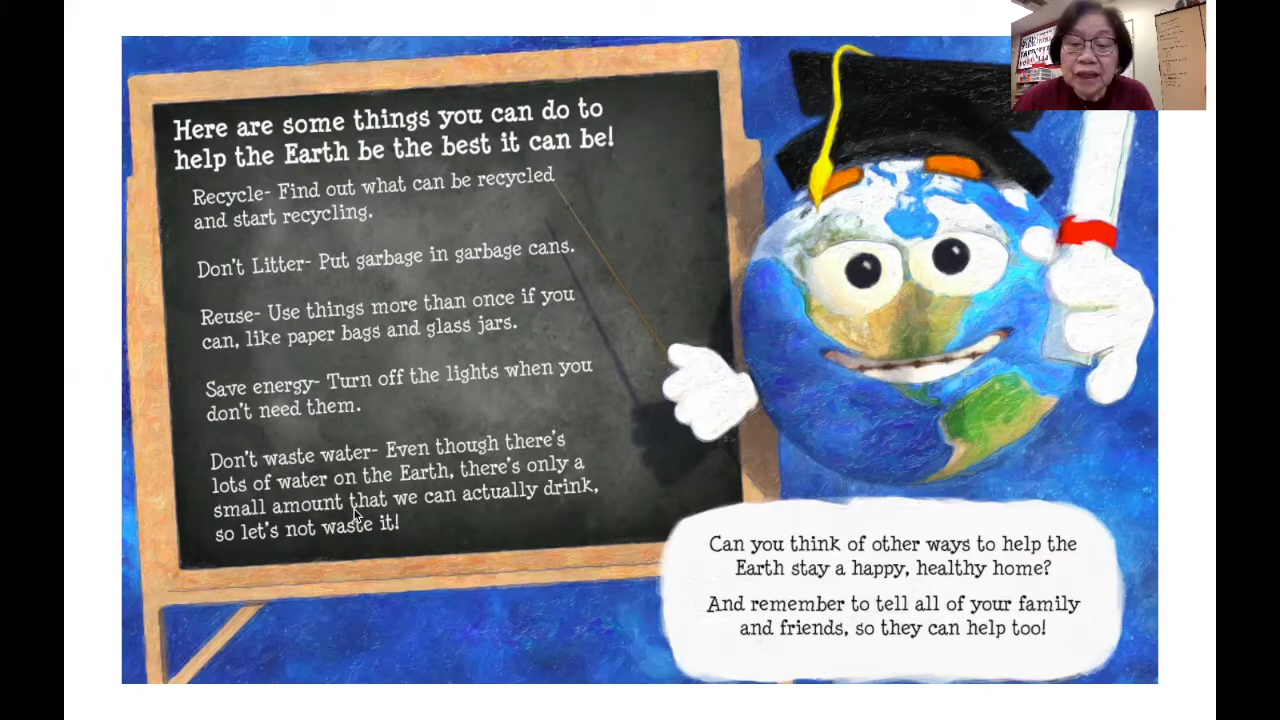 Here are some things you can do to
help the Earth be the best it can be!
Recycle- Find out what can be recycled
and start recycling.
Don't Litter- Put garbage in garbage cans.
Reuse- Use things more than once if you
can, like paper bags and glass jars.
Save energy- Turn off the lights when you
don't need them.
Don't waste water- Even though there's
lots of water on the Earth, there's only a
small amount that we can actually drink,
so let's not waste it!
Can you think of other ways to help the
Earth stay a happy, healthy home?
And remember to tell all of your family
and friends, so they can help too!